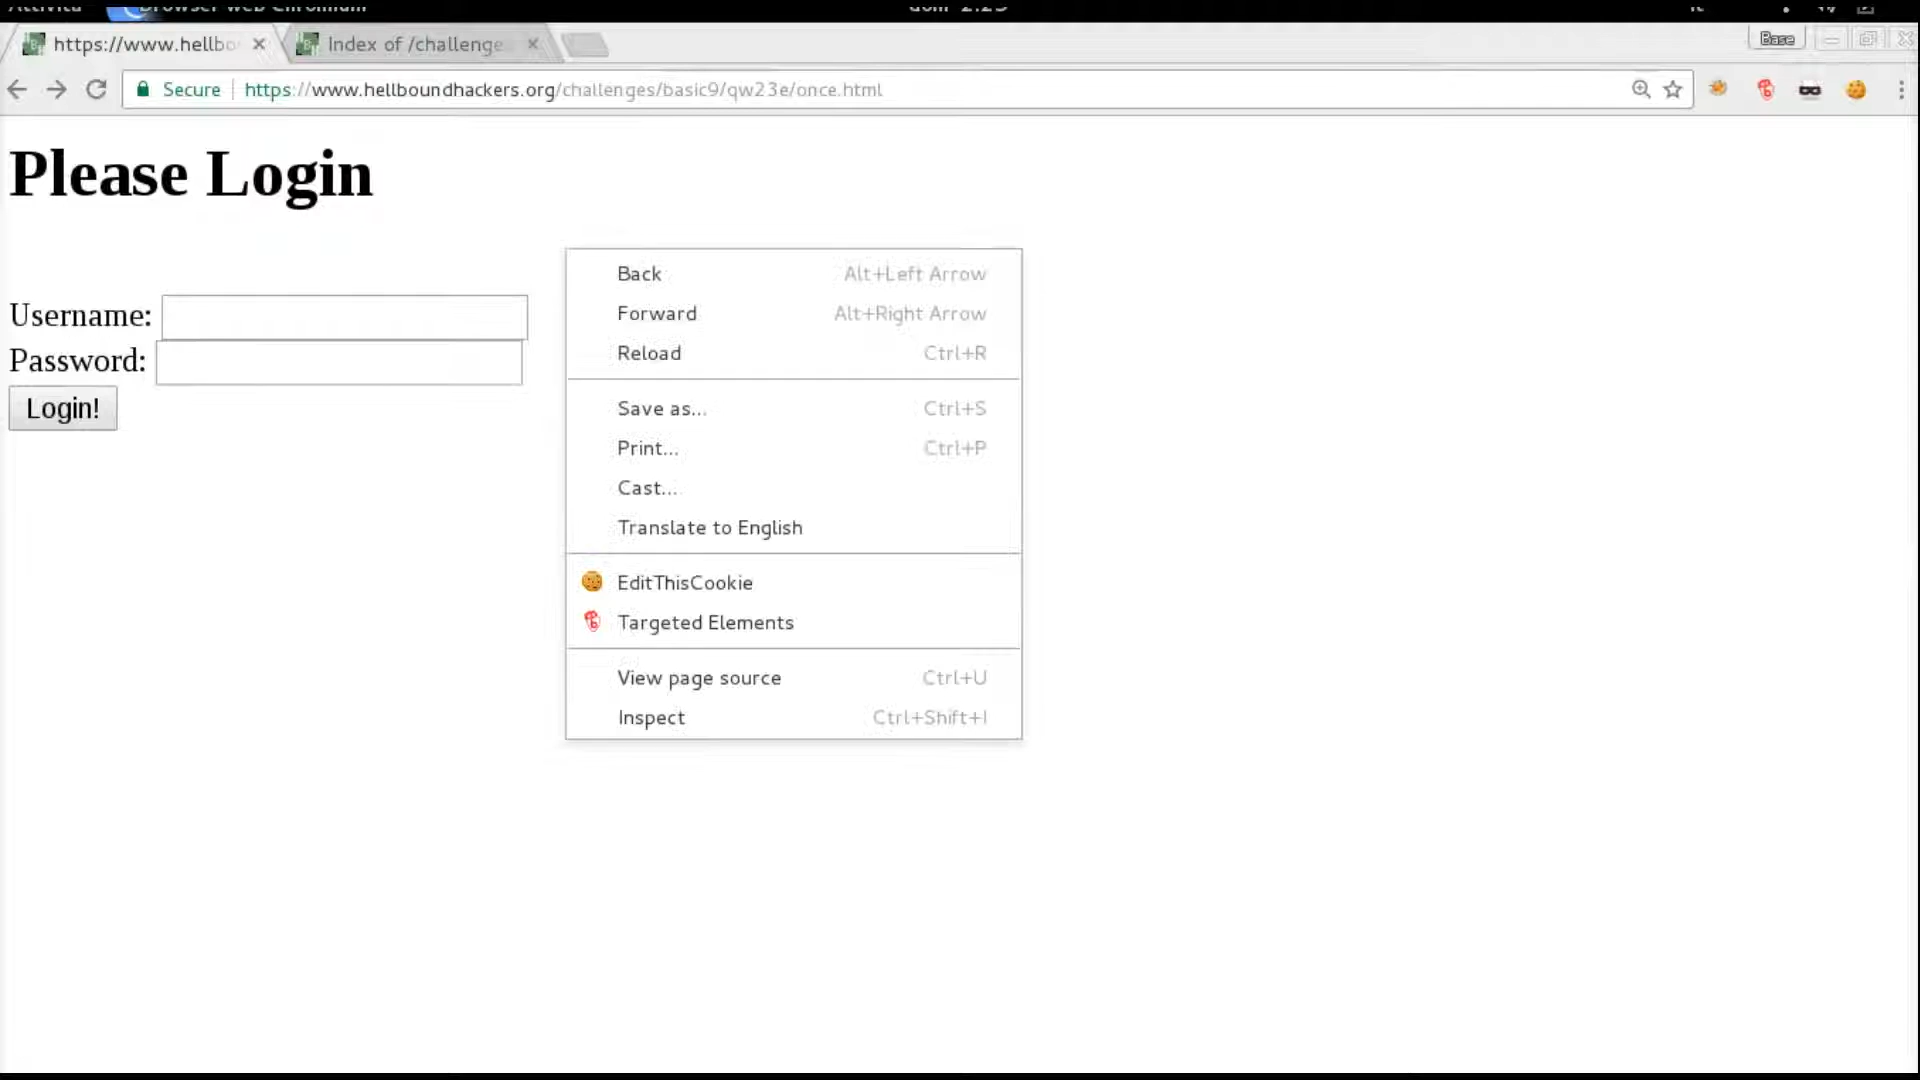 https://www.hellbo
Index of /challenge
Base
Secure
https://www.hellboundhackers.org/challenges/basic9/qw23e/once.html
Please Login
Username:
Password:
Login!
Back Alt+Left Arrow
Forward Alt+Right Arrow
Reload Ctrl+R
Save as... Ctrl+S
Print... Ctrl+P
Cast...
Translate to English
EditThisCookie
Targeted Elements
View page source Ctrl+U
Inspect Ctrl+Shift+I